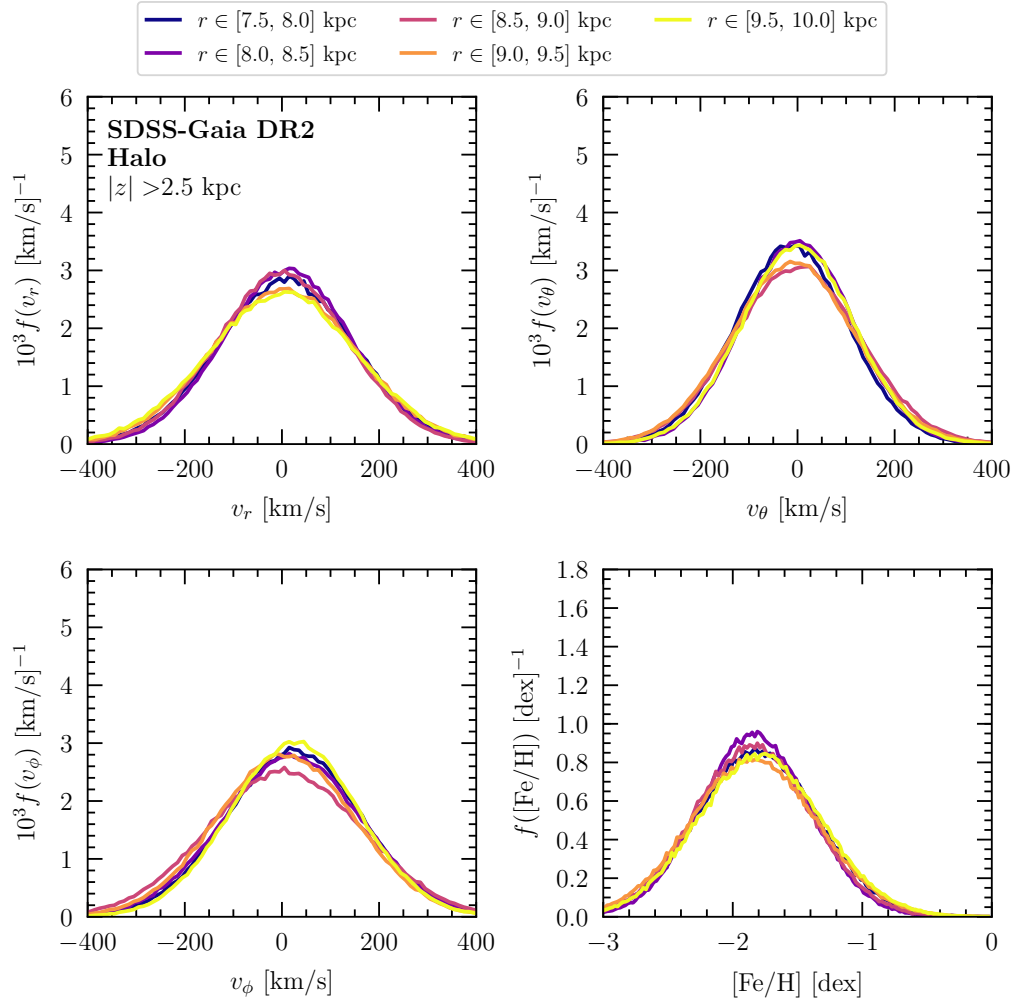 r ∈ [7.5, 8.0] kpc r ∈ [8.5, 9.0] kpc r ∈ [9.5, 10.0] kpc
r ∈ [8.0, 8.5] kpc r ∈ [9.0, 9.5] kpc
SDSS-Gaia DR2
Halo
|z| >2.5 kpc
10³ f(v_r) [km/s]⁻¹
0 1 2 3 4 5 6
−400 −200 0 200 400
v_r [km/s]
10³ f(v_θ) [km/s]⁻¹
0 1 2 3 4 5 6
−400 −200 0 200 400
v_θ [km/s]
10³ f(v_ϕ) [km/s]⁻¹
0 1 2 3 4 5 6
−400 −200 0 200 400
v_ϕ [km/s]
f([Fe/H]) [dex]⁻¹
0.0 0.2 0.4 0.6 0.8 1.0 1.2 1.4 1.6 1.8
−3 −2 −1 0
[Fe/H] [dex]